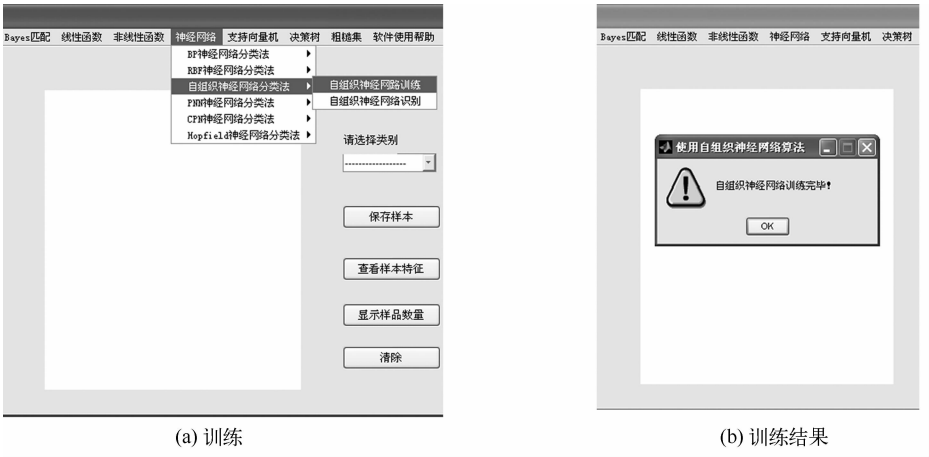 Bayes匹配 线性函数 非线性函数 神经网络 支持向量机 决策树 粗糙集 软件使用帮助
BP神经网络分类法
RBF神经网络分类法
自组织神经网络分类法
自组织神经网路训练
PNN神经网络分类法
自组织神经网络识别
CPN神经网络分类法
Hopfield神经网络分类法
请选择类别
------------------
保存样本
查看样本特征
显示样品数量
清除
(a) 训练
Bayes匹配 线性函数 非线性函数 神经网络 支持向量机 决策树
使用自组织神经网络算法
自组织神经网络训练完毕!
OK
(b) 训练结果